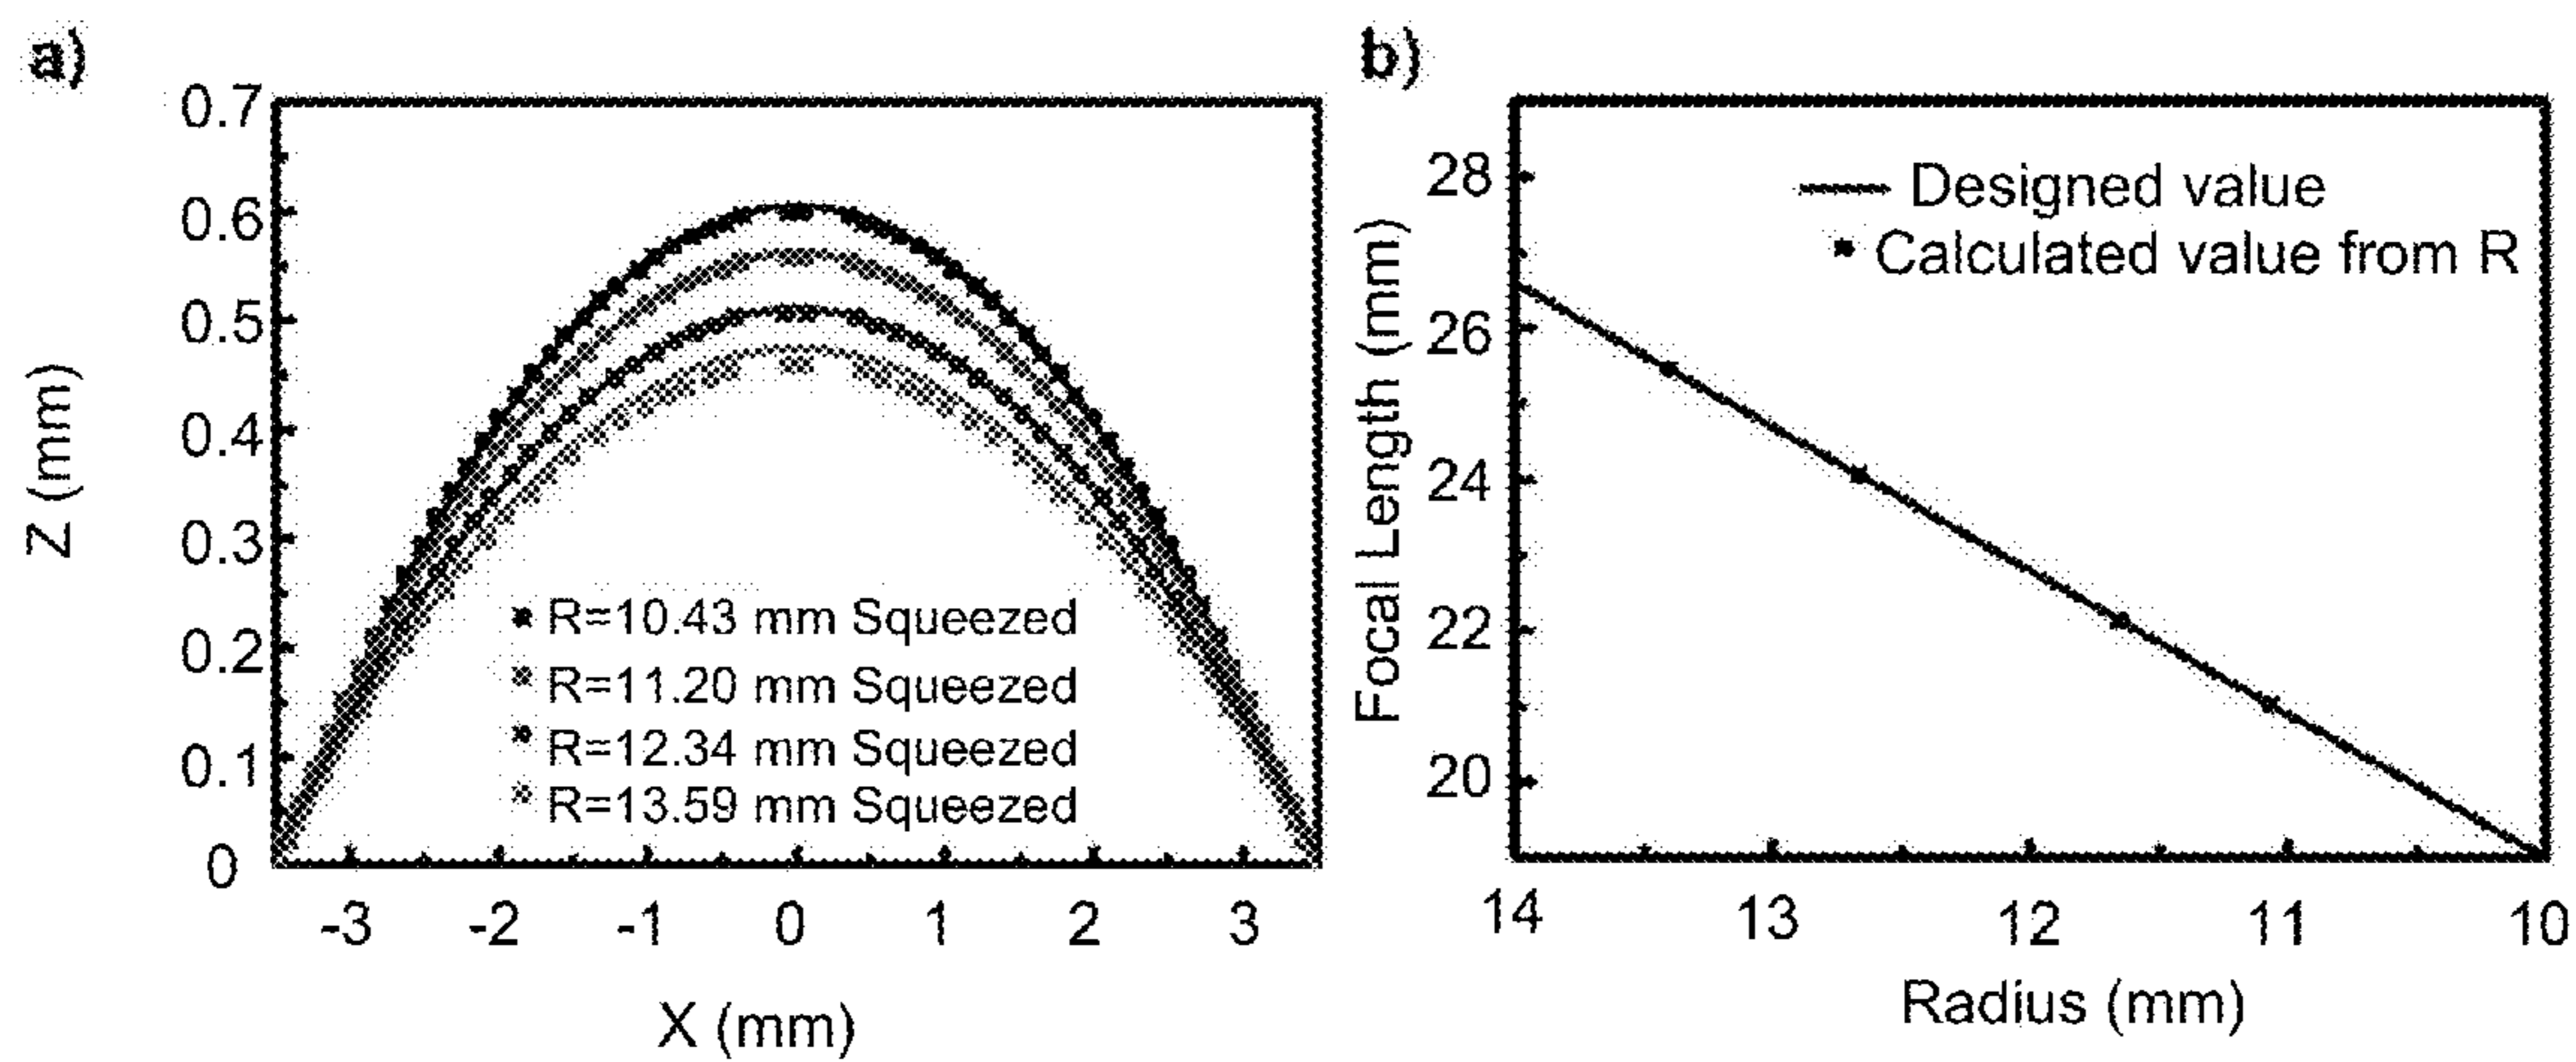 a)
0.7
0.6
0.5
0.4
0.3
0.2
0.1
0
Z (mm)
R=10.43 mm Squeezed
R=11.20 mm Squeezed
R=12.34 mm Squeezed
R=13.59 mm Squeezed
-3 -2 -1 0 1 2 3
X (mm)
b)
28
26
24
22
20
Focal Length (mm)
Designed value
Calculated value from R
14 13 12 11 10
Radius (mm)